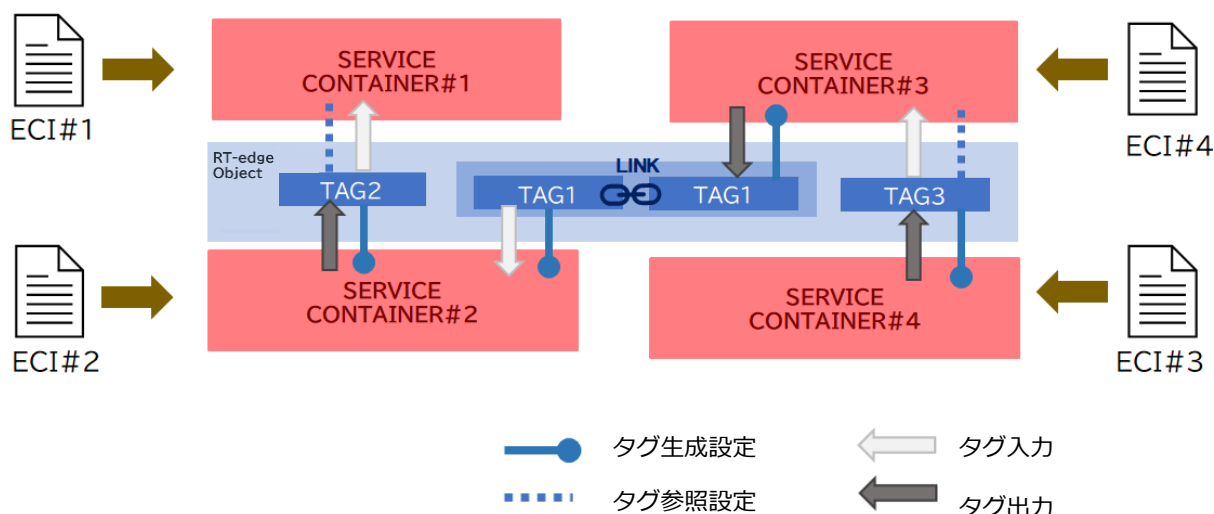 ECI#1
SERVICE
CONTAINER#1
SERVICE
CONTAINER#3
ECI#4
RT-edge
Object
LINK
TAG2
TAG1
TAG1
TAG3
ECI#2
SERVICE
CONTAINER#2
SERVICE
CONTAINER#4
ECI#3
タグ生成設定
タグ入力
タグ参照設定
タグ出力